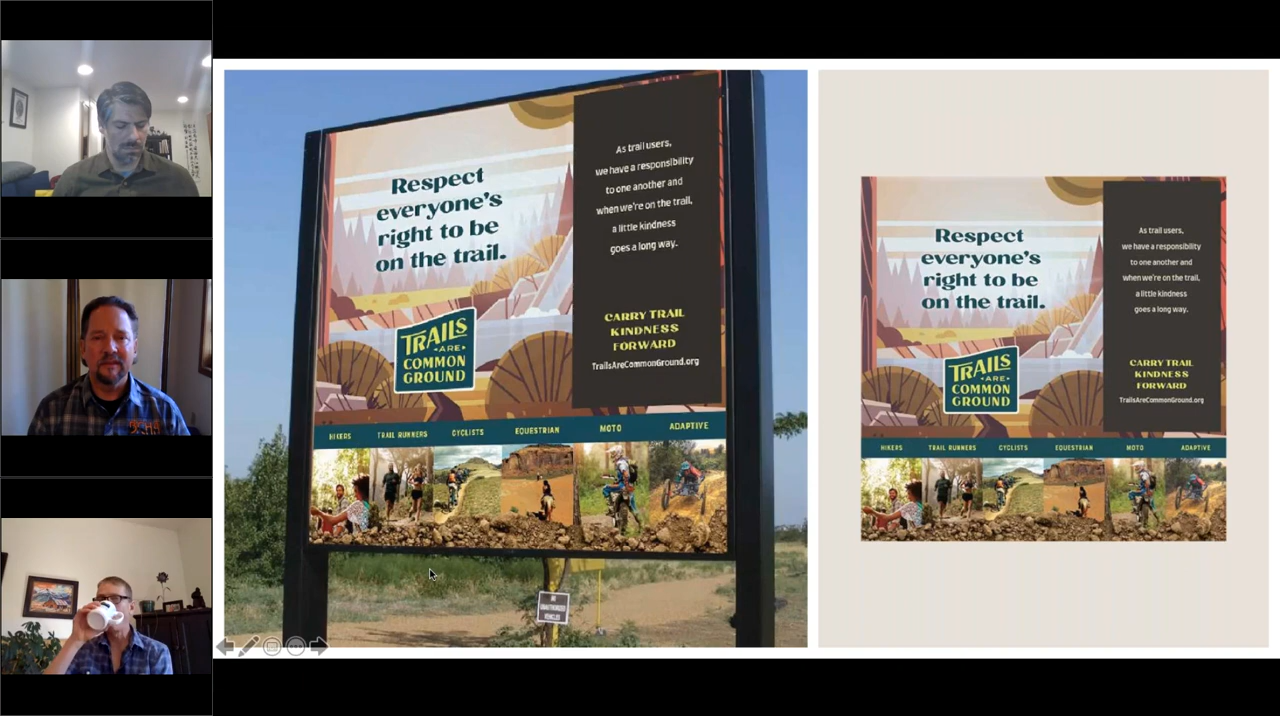 Respect
everyone's
right to be
on the trail.
As trail users,
we have a responsibility
to one another and
when we're on the trail,
a little kindness
goes a long way.
CARRY TRAIL
KINDNESS
FORWARD
TrailsAreCommonGround.org
TRAILS
ARE
COMMON
GROUND
HIKERS TRAIL RUNNERS CYCLISTS EQUESTRIAN MOTO ADAPTIVE
NO
UNAUTHORIZED
VEHICLES
Respect
everyone's
right to be
on the trail.
As trail users,
we have a responsibility
to one another and
when we're on the trail,
a little kindness
goes a long way.
CARRY TRAIL
KINDNESS
FORWARD
TrailsAreCommonGround.org
TRAILS
ARE
COMMON
GROUND
HIKERS TRAIL RUNNERS CYCLISTS EQUESTRIAN MOTO ADAPTIVE